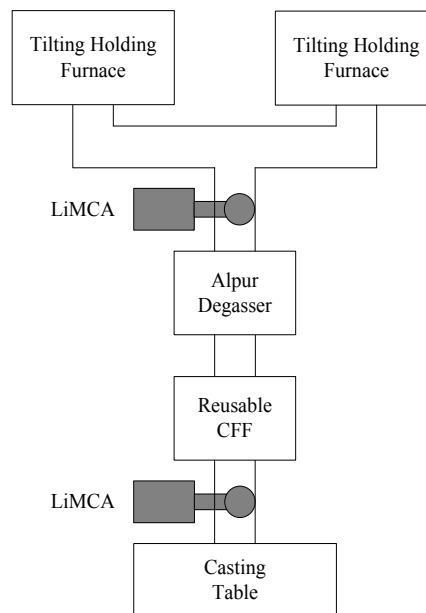 Tilting Holding
Furnace
Tilting Holding
Furnace
LiMCA
Alpur
Degasser
Reusable
CFF
LiMCA
Casting
Table